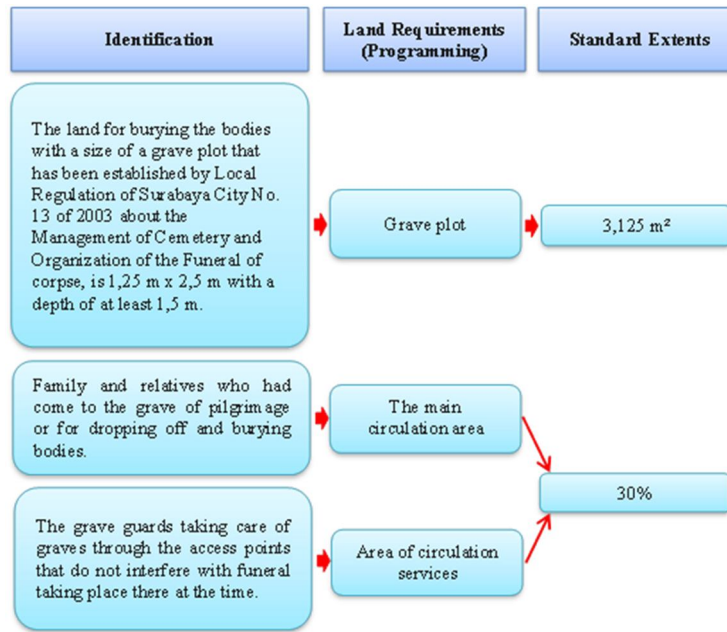 Identification
Land Requirements
(Programming)
Standard Extents
The land for burying the bodies
with a size of a grave plot that
has been established by Local
Regulation of Surabaya City No.
13 of 2003 about the
Management of Cemetery and
Organization of the Funeral of
corpse, is 1,25 m x 2,5 m with a
depth of at least 1,5 m.
Grave plot
3,125 m²
Family and relatives who had
come to the grave of pilgrimage
or for dropping off and burying
bodies.
The main
circulation area
30%
The grave guards taking care of
graves through the access points
that do not interfere with funeral
taking place there at the time.
Area of circulation
services